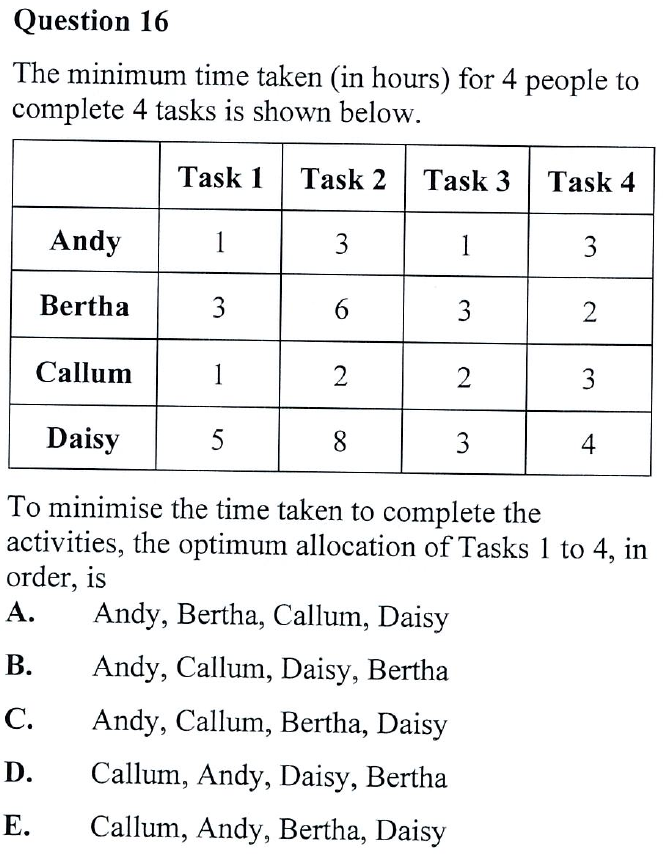 Question 16
The minimum time taken (in hours) for 4 people to
complete 4 tasks is shown below.
Task 1 Task 2 Task 3 Task 4
Andy 1 3 1 3
Bertha 3 6 3 2
Callum 1 2 2 3
Daisy 5 8 3 4
To minimise the time taken to complete the
activities, the optimum allocation of Tasks 1 to 4, in
order, is
A. Andy, Bertha, Callum, Daisy
B. Andy, Callum, Daisy, Bertha
C. Andy, Callum, Bertha, Daisy
D. Callum, Andy, Daisy, Bertha
E. Callum, Andy, Bertha, Daisy